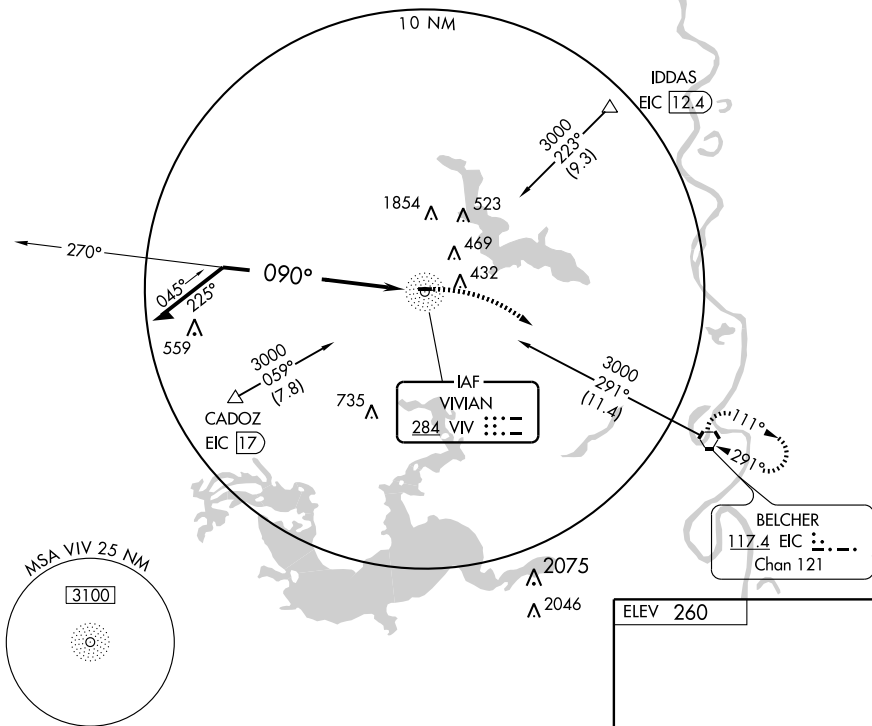 10 NM
IDDAS
EIC 12.4
3000
223°
(9.3)
1854
523
469
432
270°
090°
045°
225°
559
3000
059°
(7.8)
CADOZ
EIC 17
735
IAF
VIVIAN
284 VIV
3000
291°
(11.4)
111°
291°
BELCHER
117.4 EIC
Chan 121
MSA VIV 25 NM
3100
2075
2046
ELEV 260